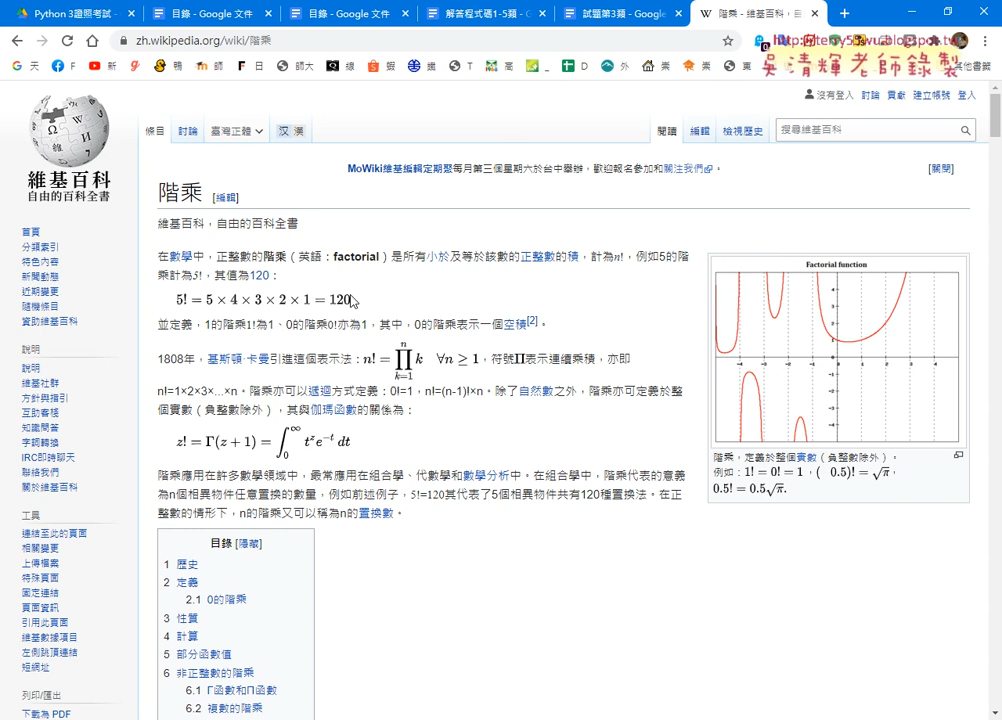 Python 3證照考試 -
目錄 - Google 文件
目錄 - Google 文件
解答程式碼1-5類 - G
試題第3類 - Google
階乘 - 維基百科，自
zh.wikipedia.org/wiki/階乘
http://terry55wu.blogspot.tw
吳清輝老師錄製
其他書籤
沒有登入 討論 貢獻 建立帳號 登入
維基百科
自由的百科全書
條目 討論 臺灣正體 汉 漢 閱讀 編輯 檢視歷史 搜尋維基百科
MoWiki維基編輯定期聚每月第三個星期六於台中舉辦，歡迎報名參加和關注我們。 [關閉]
階乘 [編輯]
維基百科，自由的百科全書
在數學中，正整數的階乘（英語：factorial）是所有小於及等於該數的正整數的積，計為n!，例如5的階
乘計為5!，其值為120：
5! = 5 × 4 × 3 × 2 × 1 = 120
並定義，1的階乘1!為1、0的階乘0!亦為1，其中，0的階乘表示一個空積[2]。
1808年，基斯頓·卡曼引進這個表示法：n! = ∏ k ∀n ≥ 1，符號Π表示連續乘積，亦即
n
k=1
n!=1×2×3×...×n。階乘亦可以遞迴方式定義：0!=1，n!=(n-1)!×n。除了自然數之外，階乘亦可定義於整
個實數（負整數除外），其與伽瑪函數的關係為：
z! = Γ(z + 1) = ∫₀^∞ tᶻe⁻ᵗ dt
階乘應用在許多數學領域中，最常應用在組合學、代數學和數學分析中。在組合學中，階乘代表的意義
為n個相異物件任意置換的數量，例如前述例子，5!=120其代表了5個相異物件共有120種置換法。在正
整數的情形下，n的階乘又可以稱為n的置換數。
Factorial function
階乘，定義於整個實數（負整數除外）。
例如：1! = 0! = 1，( 0.5)! = √π，
0.5! = 0.5√π.
目錄 [隱藏]
1 歷史
2 定義
2.1 0的階乘
3 性質
4 計算
5 部分函數值
6 非正整數的階乘
6.1 Γ函數和Π函數
6.2 複數的階乘
首頁
分類索引
特色內容
新聞動態
近期變更
隨機條目
資助維基百科
說明
說明
維基社群
方針與指引
互助客棧
知識問答
字詞轉換
IRC即時聊天
聯絡我們
關於維基百科
工具
連結至此的頁面
相關變更
上傳檔案
特殊頁面
固定連結
頁面資訊
引用此頁面
維基數據項目
左側跳頂連結
短網址
列印/匯出
下載為 PDF